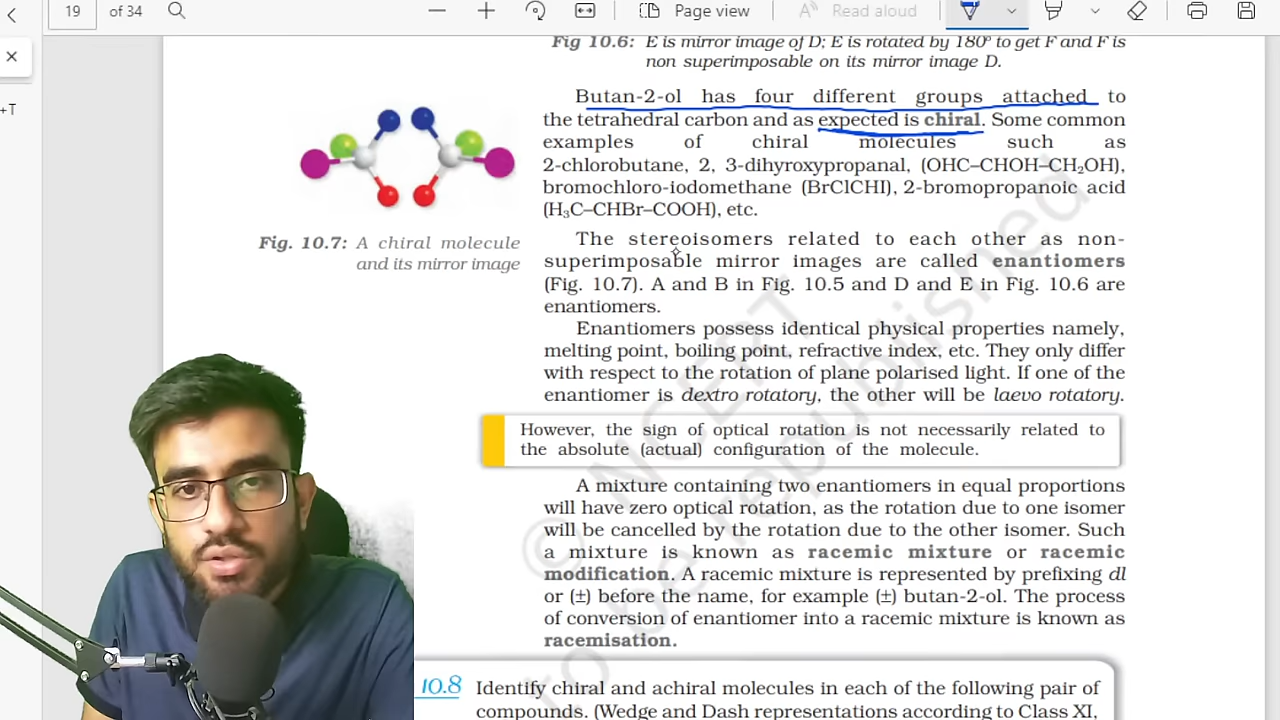 19 of 34
Page view
Read aloud
+T
Fig 10.6: E is mirror image of D; E is rotated by 180° to get F and F is
non superimposable on its mirror image D.
Butan-2-ol has four different groups attached to
the tetrahedral carbon and as expected is chiral. Some common
examples of chiral molecules such as
2-chlorobutane, 2, 3-dihyroxypropanal, (OHC–CHOH–CH₂OH),
bromochloro-iodomethane (BrClCHI), 2-bromopropanoic acid
(H₃C–CHBr–COOH), etc.
Fig. 10.7: A chiral molecule
and its mirror image
The stereoisomers related to each other as non-
superimposable mirror images are called enantiomers
(Fig. 10.7). A and B in Fig. 10.5 and D and E in Fig. 10.6 are
enantiomers.
Enantiomers possess identical physical properties namely,
melting point, boiling point, refractive index, etc. They only differ
with respect to the rotation of plane polarised light. If one of the
enantiomer is dextro rotatory, the other will be laevo rotatory.
However, the sign of optical rotation is not necessarily related to
the absolute (actual) configuration of the molecule.
A mixture containing two enantiomers in equal proportions
will have zero optical rotation, as the rotation due to one isomer
will be cancelled by the rotation due to the other isomer. Such
a mixture is known as racemic mixture or racemic
modification. A racemic mixture is represented by prefixing dl
or (±) before the name, for example (±) butan-2-ol. The process
of conversion of enantiomer into a racemic mixture is known as
racemisation.
10.8 Identify chiral and achiral molecules in each of the following pair of
compounds. (Wedge and Dash representations according to Class XI,
© NCERT
to be republished